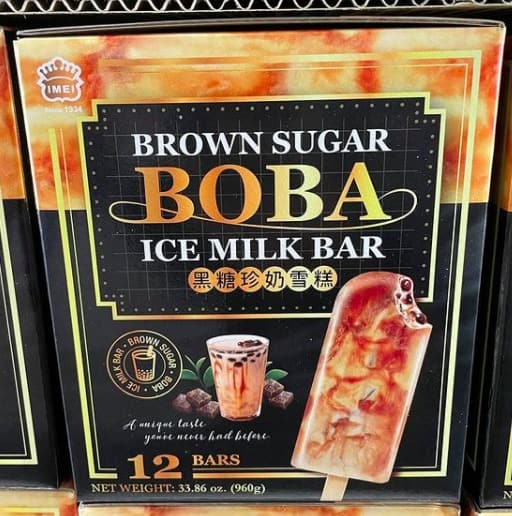 IMEI
Since 1934
BROWN SUGAR
BOBA
ICE MILK BAR
黑糖珍奶雪糕
BROWN SUGAR • BOBA • ICE MILK BAR •
A unique taste
you've never had before
12 BARS
NET WEIGHT: 33.86 oz. (960g)
N